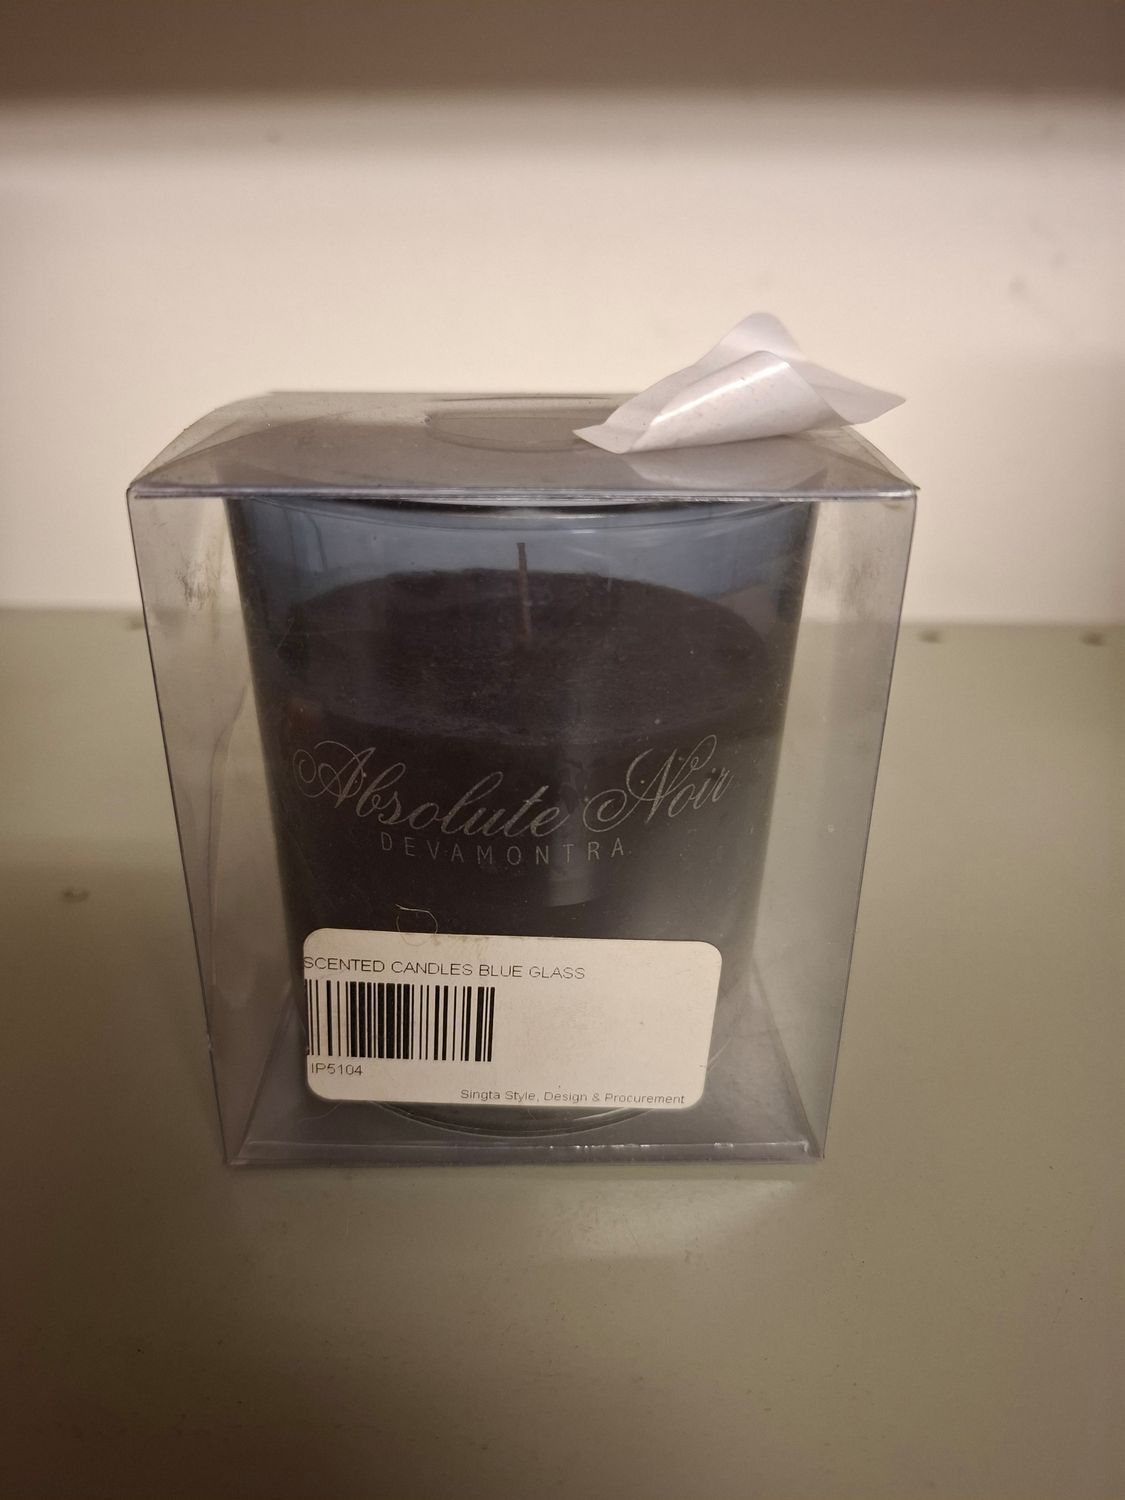 Absolute Noir
DEVAMONTRA
SCENTED CANDLES BLUE GLASS
IP5104
Singta Style, Design & Procurement